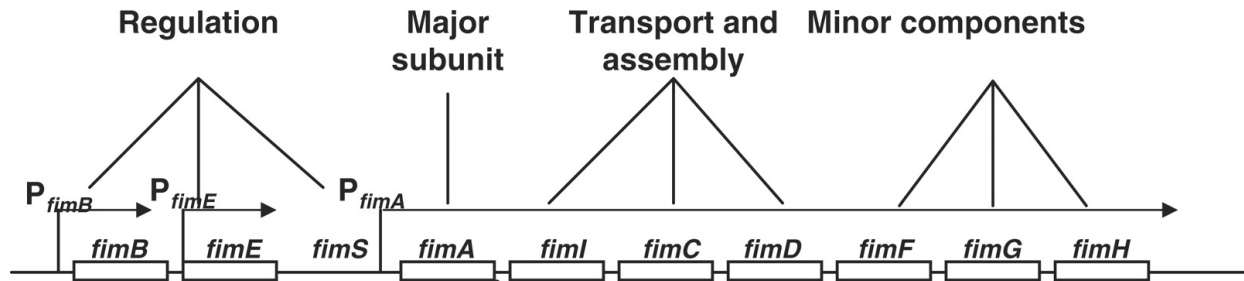 Regulation
Major
subunit
Transport and
assembly
Minor components
PfimB
PfimE
PfimA
fimB fimE fimS fimA fimI fimC fimD fimF fimG fimH